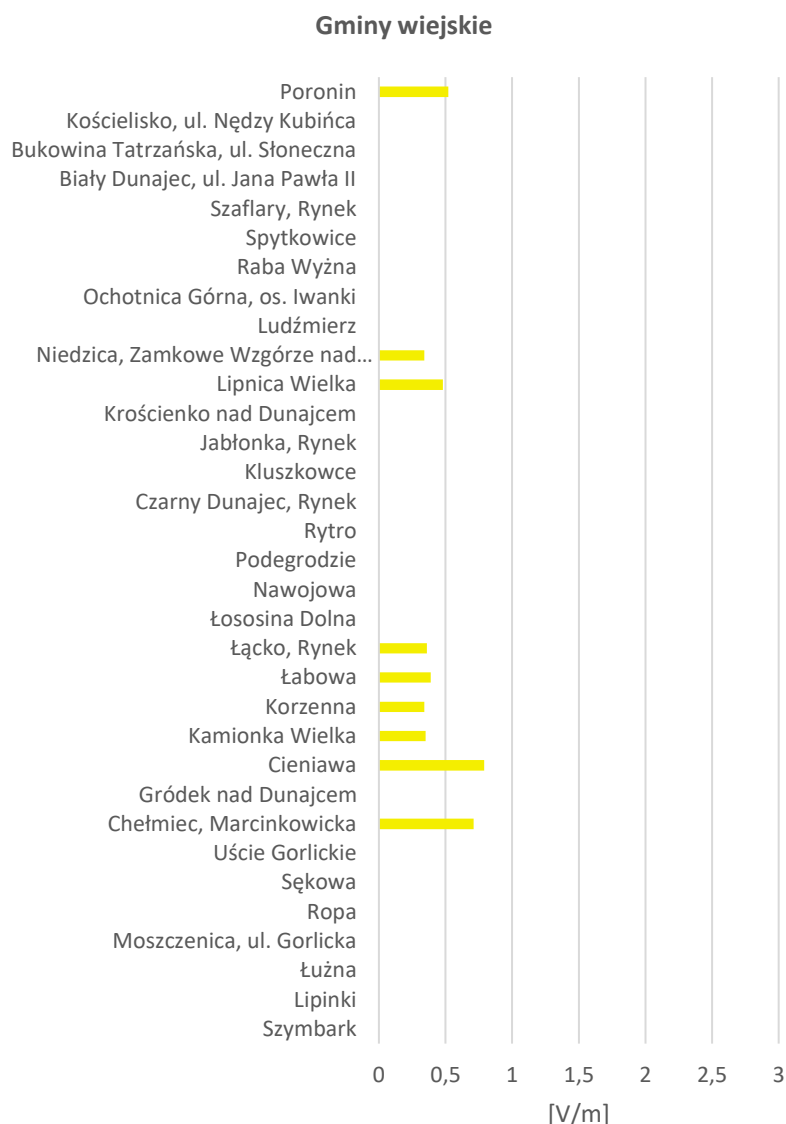 Gminy wiejskie
Poronin
Kościelisko, ul. Nędzy Kubińca
Bukowina Tatrzańska, ul. Słoneczna
Biały Dunajec, ul. Jana Pawła II
Szaflary, Rynek
Spytkowice
Raba Wyżna
Ochotnica Górna, os. Iwanki
Ludźmierz
Niedzica, Zamkowe Wzgórze nad...
Lipnica Wielka
Krościenko nad Dunajcem
Jabłonka, Rynek
Kluszkowce
Czarny Dunajec, Rynek
Rytro
Podegrodzie
Nawojowa
Łososina Dolna
Łącko, Rynek
Łabowa
Korzenna
Kamionka Wielka
Cieniawa
Gródek nad Dunajcem
Chełmiec, Marcinkowicka
Uście Gorlickie
Sękowa
Ropa
Moszczenica, ul. Gorlicka
Łużna
Lipinki
Szymbark
0 0,5 1 1,5 2 2,5 3
[V/m]